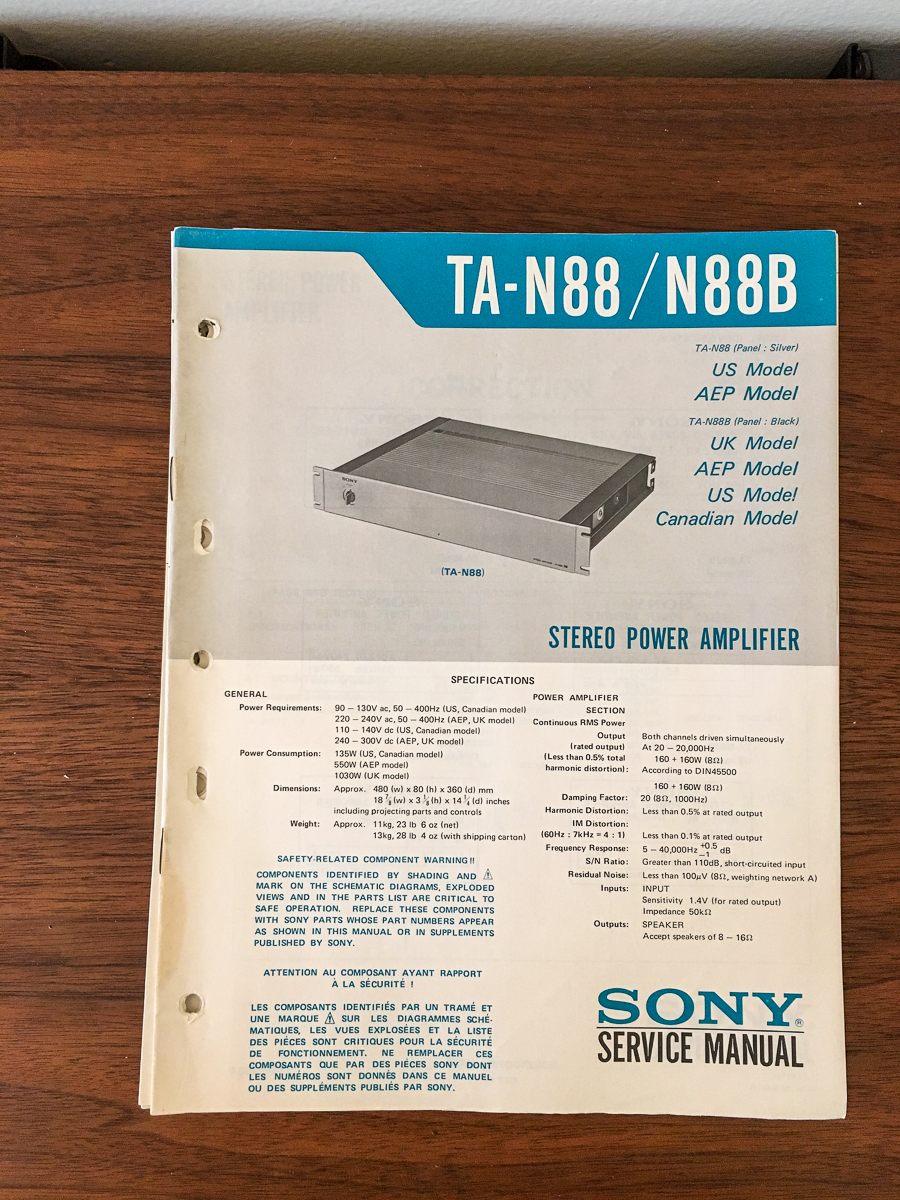 TA-N88 / N88B
TA-N88 (Panel : Silver)
US Model
AEP Model
TA-N88B (Panel : Black)
UK Model
AEP Model
US Model
Canadian Model
SONY
(TA-N88)
STEREO POWER AMPLIFIER
SPECIFICATIONS
GENERAL
Power Requirements: 90 – 130V ac, 50 – 400Hz (US, Canadian model)
220 – 240V ac, 50 – 400Hz (AEP, UK model)
110 – 140V dc (US, Canadian model)
240 – 300V dc (AEP, UK model)
Power Consumption: 135W (US, Canadian model)
550W (AEP model)
1030W (UK model)
Dimensions: Approx. 480 (w) x 80 (h) x 360 (d) mm
18 7/8 (w) x 3 1/8 (h) x 14 1/4 (d) inches
including projecting parts and controls
Weight: Approx. 11kg, 23 lb 6 oz (net)
13kg, 28 lb 4 oz (with shipping carton)
SAFETY-RELATED COMPONENT WARNING!!
COMPONENTS IDENTIFIED BY SHADING AND ⚠
MARK ON THE SCHEMATIC DIAGRAMS, EXPLODED
VIEWS AND IN THE PARTS LIST ARE CRITICAL TO
SAFE OPERATION. REPLACE THESE COMPONENTS
WITH SONY PARTS WHOSE PART NUMBERS APPEAR
AS SHOWN IN THIS MANUAL OR IN SUPPLEMENTS
PUBLISHED BY SONY.
ATTENTION AU COMPOSANT AYANT RAPPORT
À LA SÉCURITÉ !
LES COMPOSANTS IDENTIFIÉS PAR UN TRAMÉ ET
UNE MARQUE ⚠ SUR LES DIAGRAMMES SCHÉ-
MATIQUES, LES VUES EXPLOSÉES ET LA LISTE
DES PIÉCES SONT CRITIQUES POUR LA SÉCURITÉ
DE FONCTIONNEMENT. NE REMPLACER CES
COMPOSANTS QUE PAR DES PIÉCES SONY DONT
LES NUMÉROS SONT DONNÉS DANS CE MANUEL
OU DES SUPPLÉMENTS PUBLIÉS PAR SONY.
POWER AMPLIFIER
SECTION
Continuous RMS Power
Output Both channels driven simultaneously
(rated output) At 20 – 20,000Hz
(Less than 0.5% total 160 + 160W (8Ω)
harmonic distortion): According to DIN45500
160 + 160W (8Ω)
Damping Factor: 20 (8Ω, 1000Hz)
Harmonic Distortion: Less than 0.5% at rated output
IM Distortion:
(60Hz : 7kHz = 4 : 1) Less than 0.1% at rated output
Frequency Response: 5 – 40,000Hz +0.5 −1 dB
S/N Ratio: Greater than 110dB, short-circuited input
Residual Noise: Less than 100μV (8Ω, weighting network A)
Inputs: INPUT
Sensitivity 1.4V (for rated output)
Impedance 50kΩ
Outputs: SPEAKER
Accept speakers of 8 – 16Ω
SONY®
SERVICE MANUAL